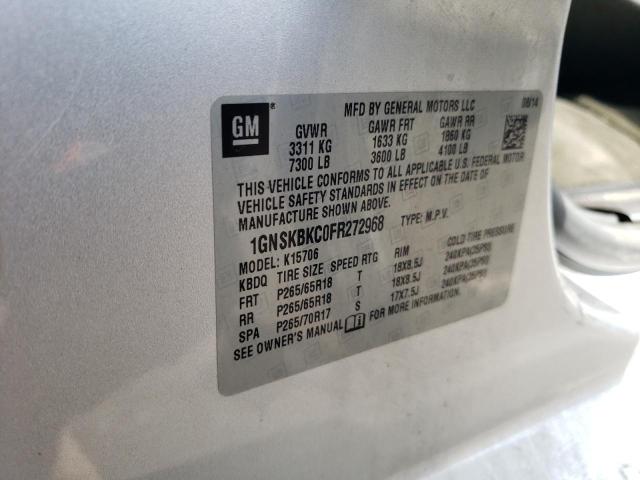 GM
MFD BY GENERAL MOTORS LLC 08/14
GVWR GAWR FRT GAWR RR
3311 KG 1633 KG 1860 KG
7300 LB 3600 LB 4100 LB
THIS VEHICLE CONFORMS TO ALL APPLICABLE U.S. FEDERAL MOTOR
VEHICLE SAFETY STANDARDS IN EFFECT ON THE DATE OF
MANUFACTURE SHOWN ABOVE.
1GNSKBKC0FR272968 TYPE: M.P.V.
MODEL: K15706
KBDQ TIRE SIZE SPEED RTG RIM
FRT P265/65R18 T 18X8.5J 240KPA(35PSI)
RR P265/65R18 T 18X8.5J 240KPA(35PSI)
SPA P265/70R17 S 17X7.5J 240KPA(35PSI)
SEE OWNER'S MANUAL FOR MORE INFORMATION.